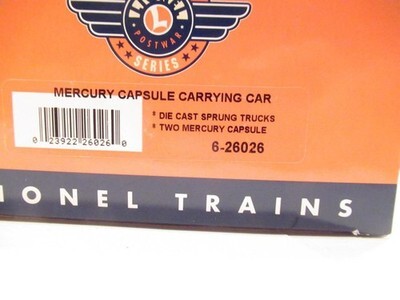 L
POSTWAR
SERIES
MERCURY CAPSULE CARRYING CAR
* DIE CAST SPRUNG TRUCKS
* TWO MERCURY CAPSULE
0 23922 26026 0
6-26026
IONEL TRAINS